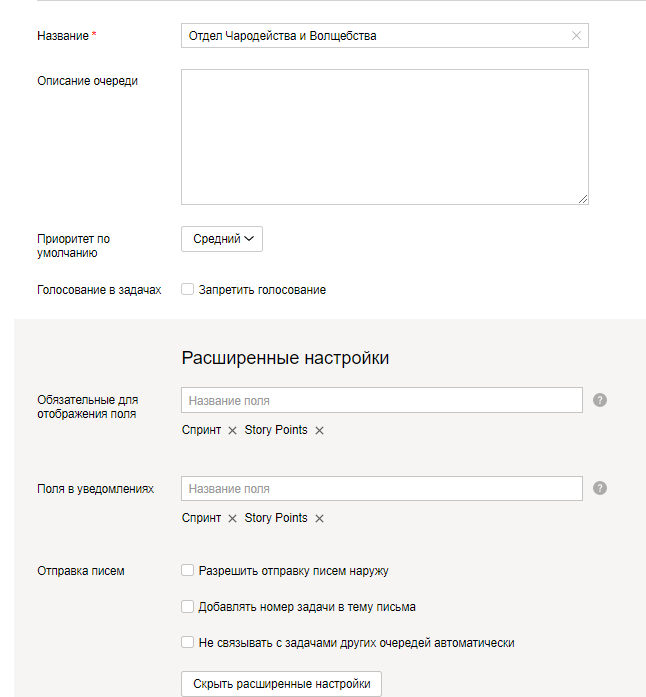 Название *
Отдел Чародейства и Волщебства
Описание очереди
Приоритет по
умолчанию
Средний
Голосование в задачах
Запретить голосование
Расширенные настройки
Обязательные для
отображения поля
Название поля
?
Спринт × Story Points ×
Поля в уведомлениях
Название поля
?
Спринт × Story Points ×
Отправка писем
Разрешить отправку писем наружу
Добавлять номер задачи в тему письма
Не связывать с задачами других очередей автоматически
Скрыть расширенные настройки